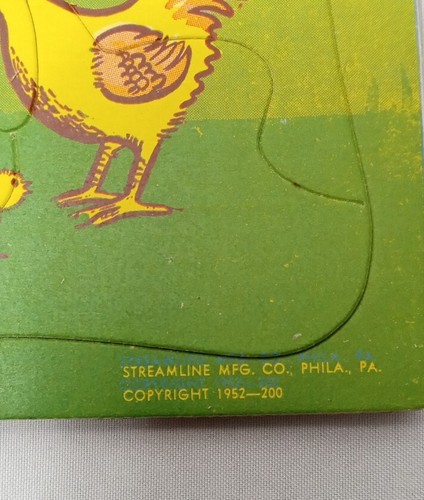 STREAMLINE MFG. CO., PHILA., PA.
COPYRIGHT 1952—200